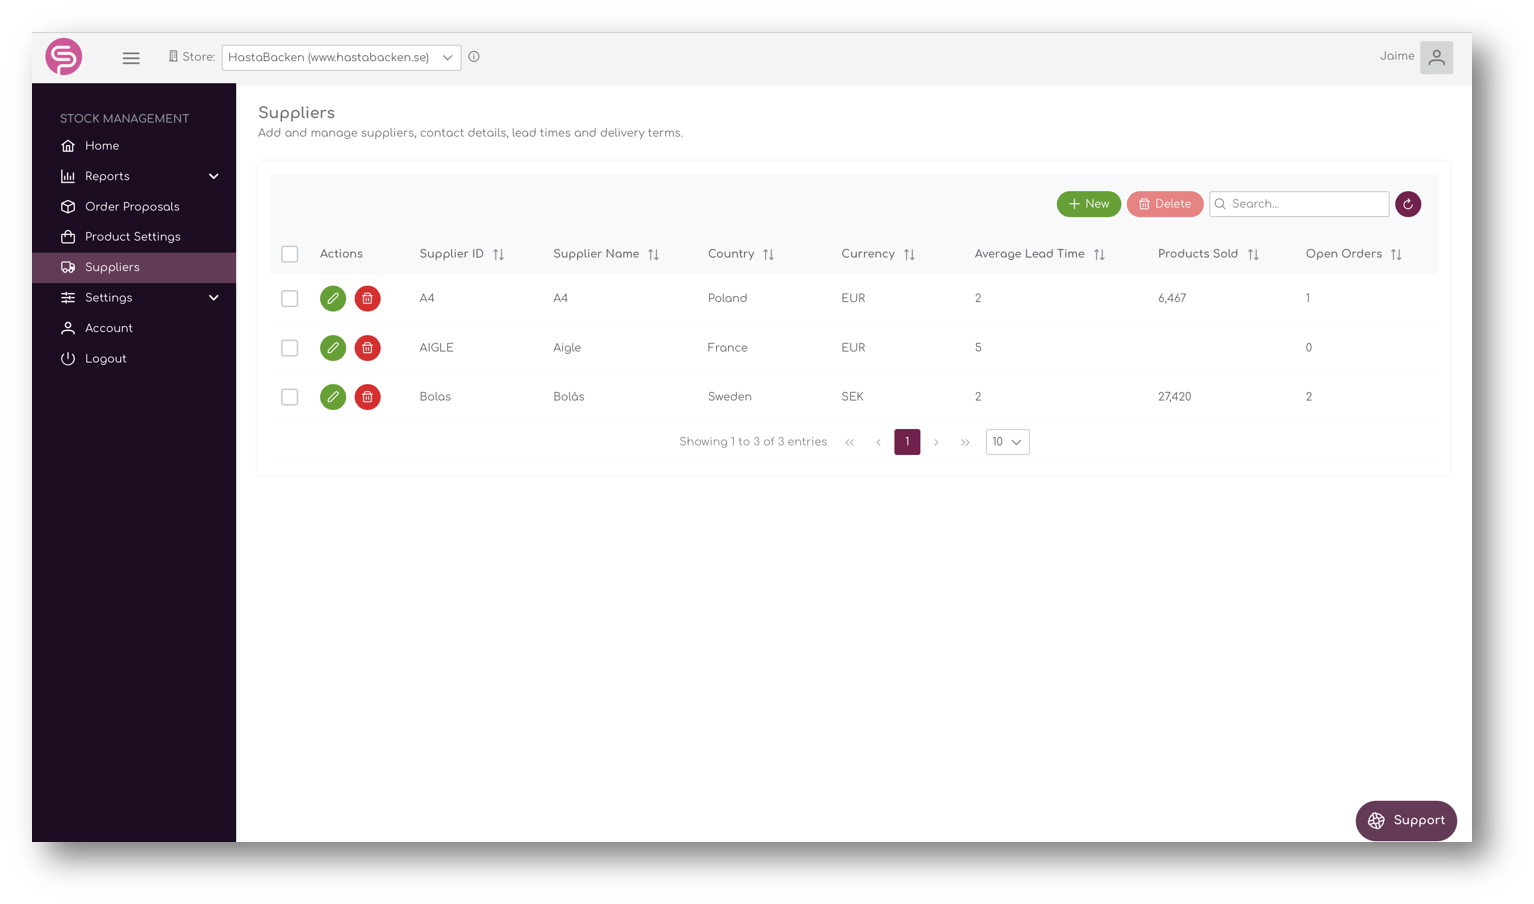 Store: HastaBacken (www.hastabacken.se)
Jaime
STOCK MANAGEMENT
Home
Reports
Order Proposals
Product Settings
Suppliers
Settings
Account
Logout
Suppliers
Add and manage suppliers, contact details, lead times and delivery terms.
New Delete Search...
Actions Supplier ID Supplier Name Country Currency Average Lead Time Products Sold Open Orders
A4 A4 Poland EUR 2 6,467 1
AIGLE Aigle France EUR 5 0
Bolas Bolås Sweden SEK 2 27,420 2
Showing 1 to 3 of 3 entries « ‹ 1 › » 10
Support